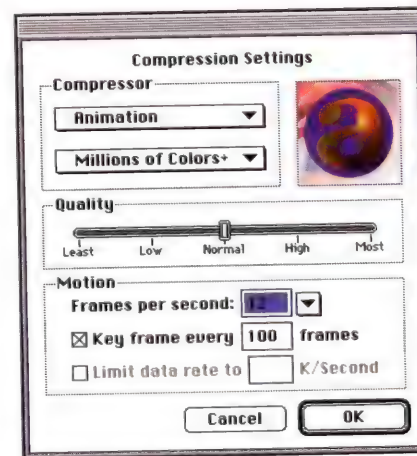 Compression Settings
Compressor
Animation
Millions of Colors+
Quality
Least Low Normal High Most
Motion
Frames per second: 12
Key frame every 100 frames
Limit data rate to K/Second
Cancel OK